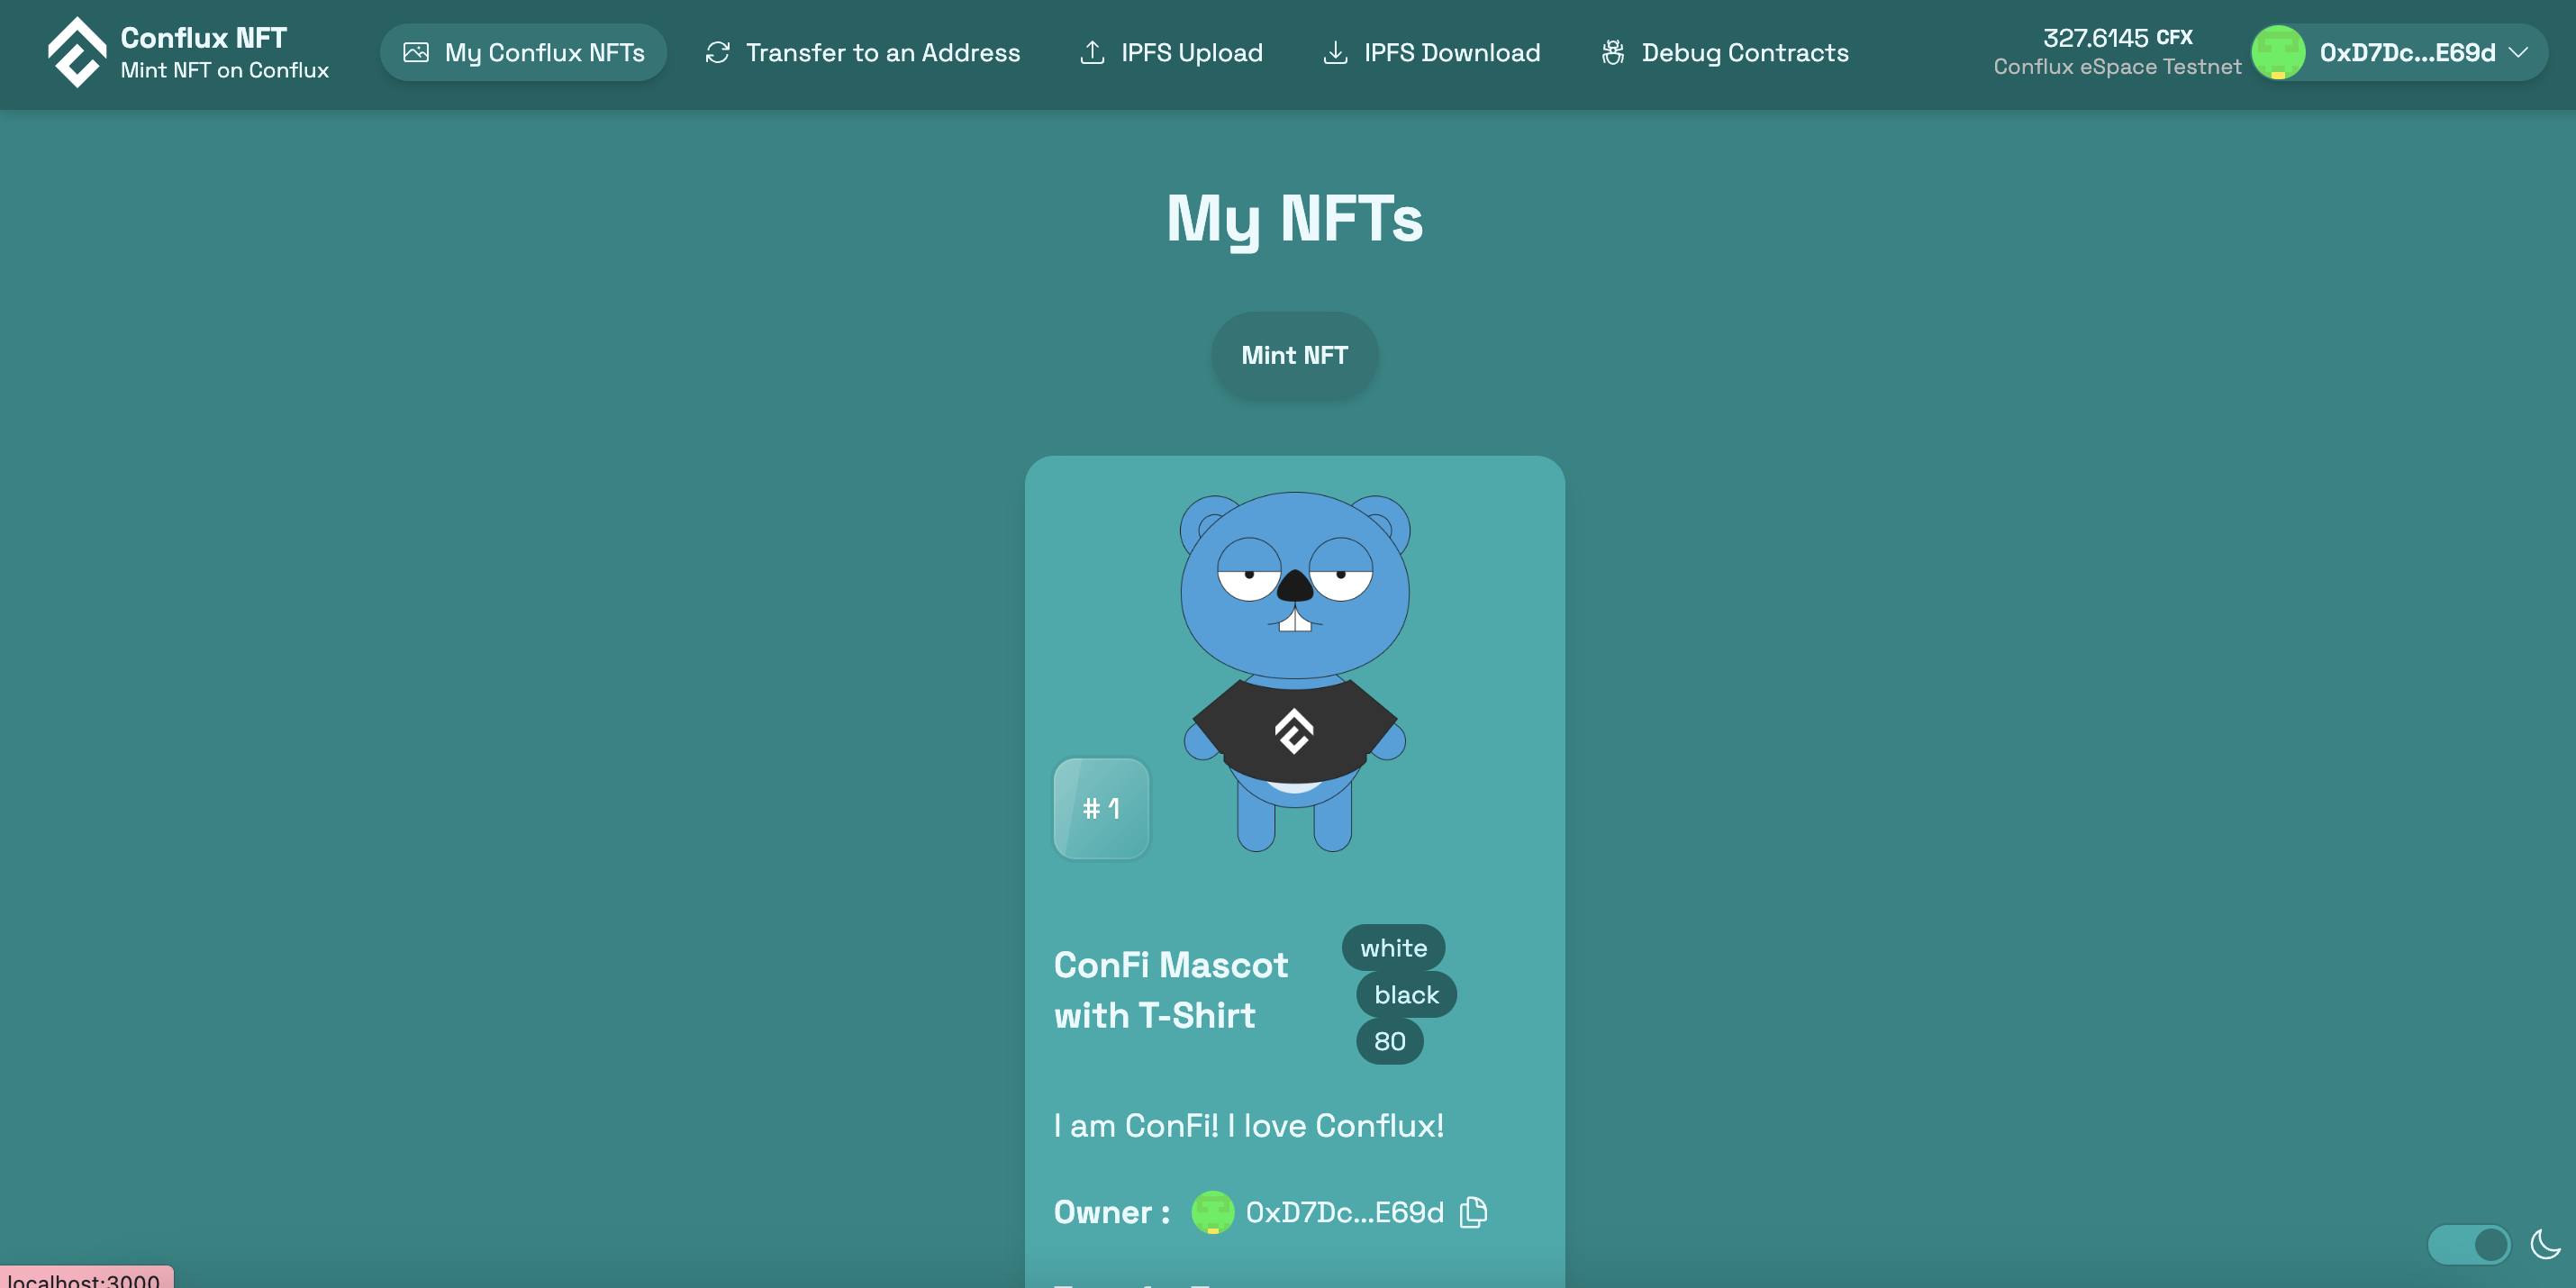 Conflux NFT
Mint NFT on Conflux
My Conflux NFTs
Transfer to an Address
IPFS Upload
IPFS Download
Debug Contracts
327.6145 CFX
Conflux eSpace Testnet
0xD7Dc...E69d
My NFTs
Mint NFT
# 1
ConFi Mascot
with T-Shirt
white
black
80
I am ConFi! I love Conflux!
Owner : 0xD7Dc...E69d
localhost:3000